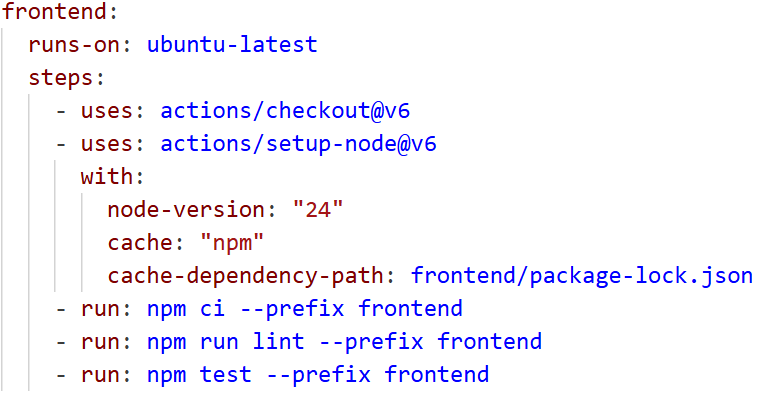 frontend:
runs-on: ubuntu-latest
steps:
- uses: actions/checkout@v6
- uses: actions/setup-node@v6
with:
node-version: "24"
cache: "npm"
cache-dependency-path: frontend/package-lock.json
- run: npm ci --prefix frontend
- run: npm run lint --prefix frontend
- run: npm test --prefix frontend